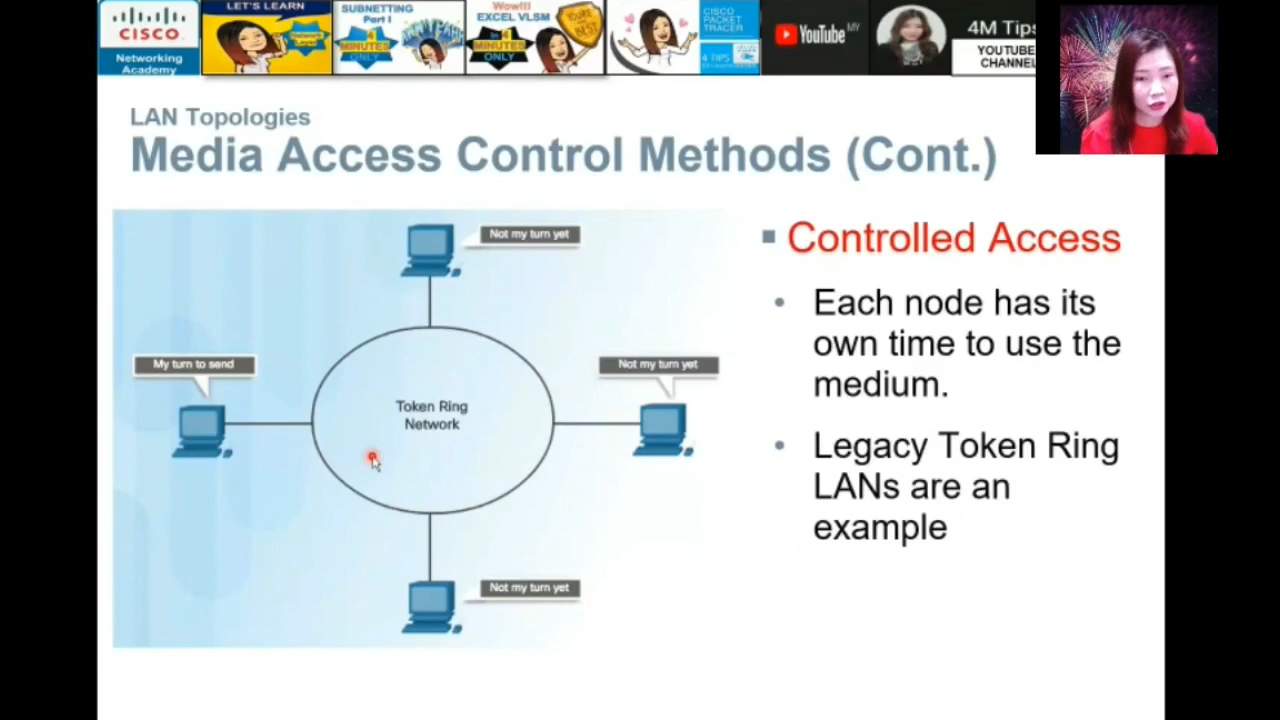 CISCO
Networking
Academy
LET'S LEARN
Network
Layer
SUBNETTING
Part I
4
MINUTES
ONLY
Wow!!!
EXCEL VLSM
In 4
MINUTES
ONLY
YOU'RE
BEST
CISCO
PACKET
TRACER
YouTube MY
4M Tips
YOUTUBE
CHANNEL
LAN Topologies
Media Access Control Methods (Cont.)
Not my turn yet
My turn to send
Not my turn yet
Token Ring
Network
Not my turn yet
▪ Controlled Access
• Each node has its
own time to use the
medium.
• Legacy Token Ring
LANs are an
example